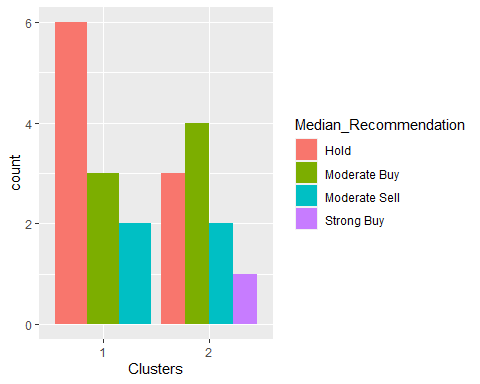 6
4
2
0
count
1 2
Clusters
Median_Recommendation
Hold
Moderate Buy
Moderate Sell
Strong Buy